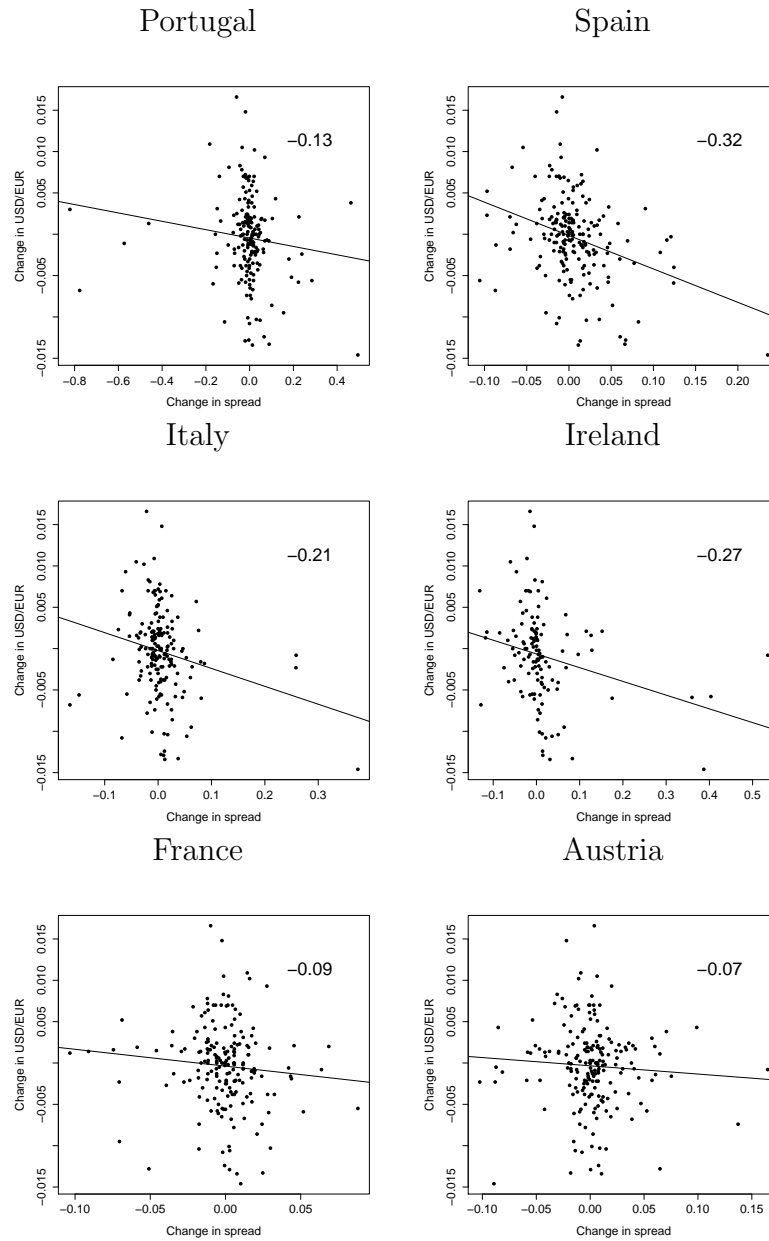 Portugal
Spain
−0.13
Change in USD/EUR
0.015
0.010
0.005
−0.005
−0.015
−0.8 −0.6 −0.4 −0.2 0.0 0.2 0.4
Change in spread
−0.32
Change in USD/EUR
0.015
0.010
0.005
−0.005
−0.015
−0.10 −0.05 0.00 0.05 0.10 0.15 0.20
Change in spread
Italy
Ireland
−0.21
Change in USD/EUR
0.015
0.010
0.005
−0.005
−0.015
−0.1 0.0 0.1 0.2 0.3
Change in spread
−0.27
Change in USD/EUR
0.015
0.010
0.005
−0.005
−0.015
−0.1 0.0 0.1 0.2 0.3 0.4 0.5
Change in spread
France
Austria
−0.09
Change in USD/EUR
0.015
0.010
0.005
−0.005
−0.015
−0.10 −0.05 0.00 0.05
Change in spread
−0.07
Change in USD/EUR
0.015
0.010
0.005
−0.005
−0.015
−0.10 −0.05 0.00 0.05 0.10 0.15
Change in spread